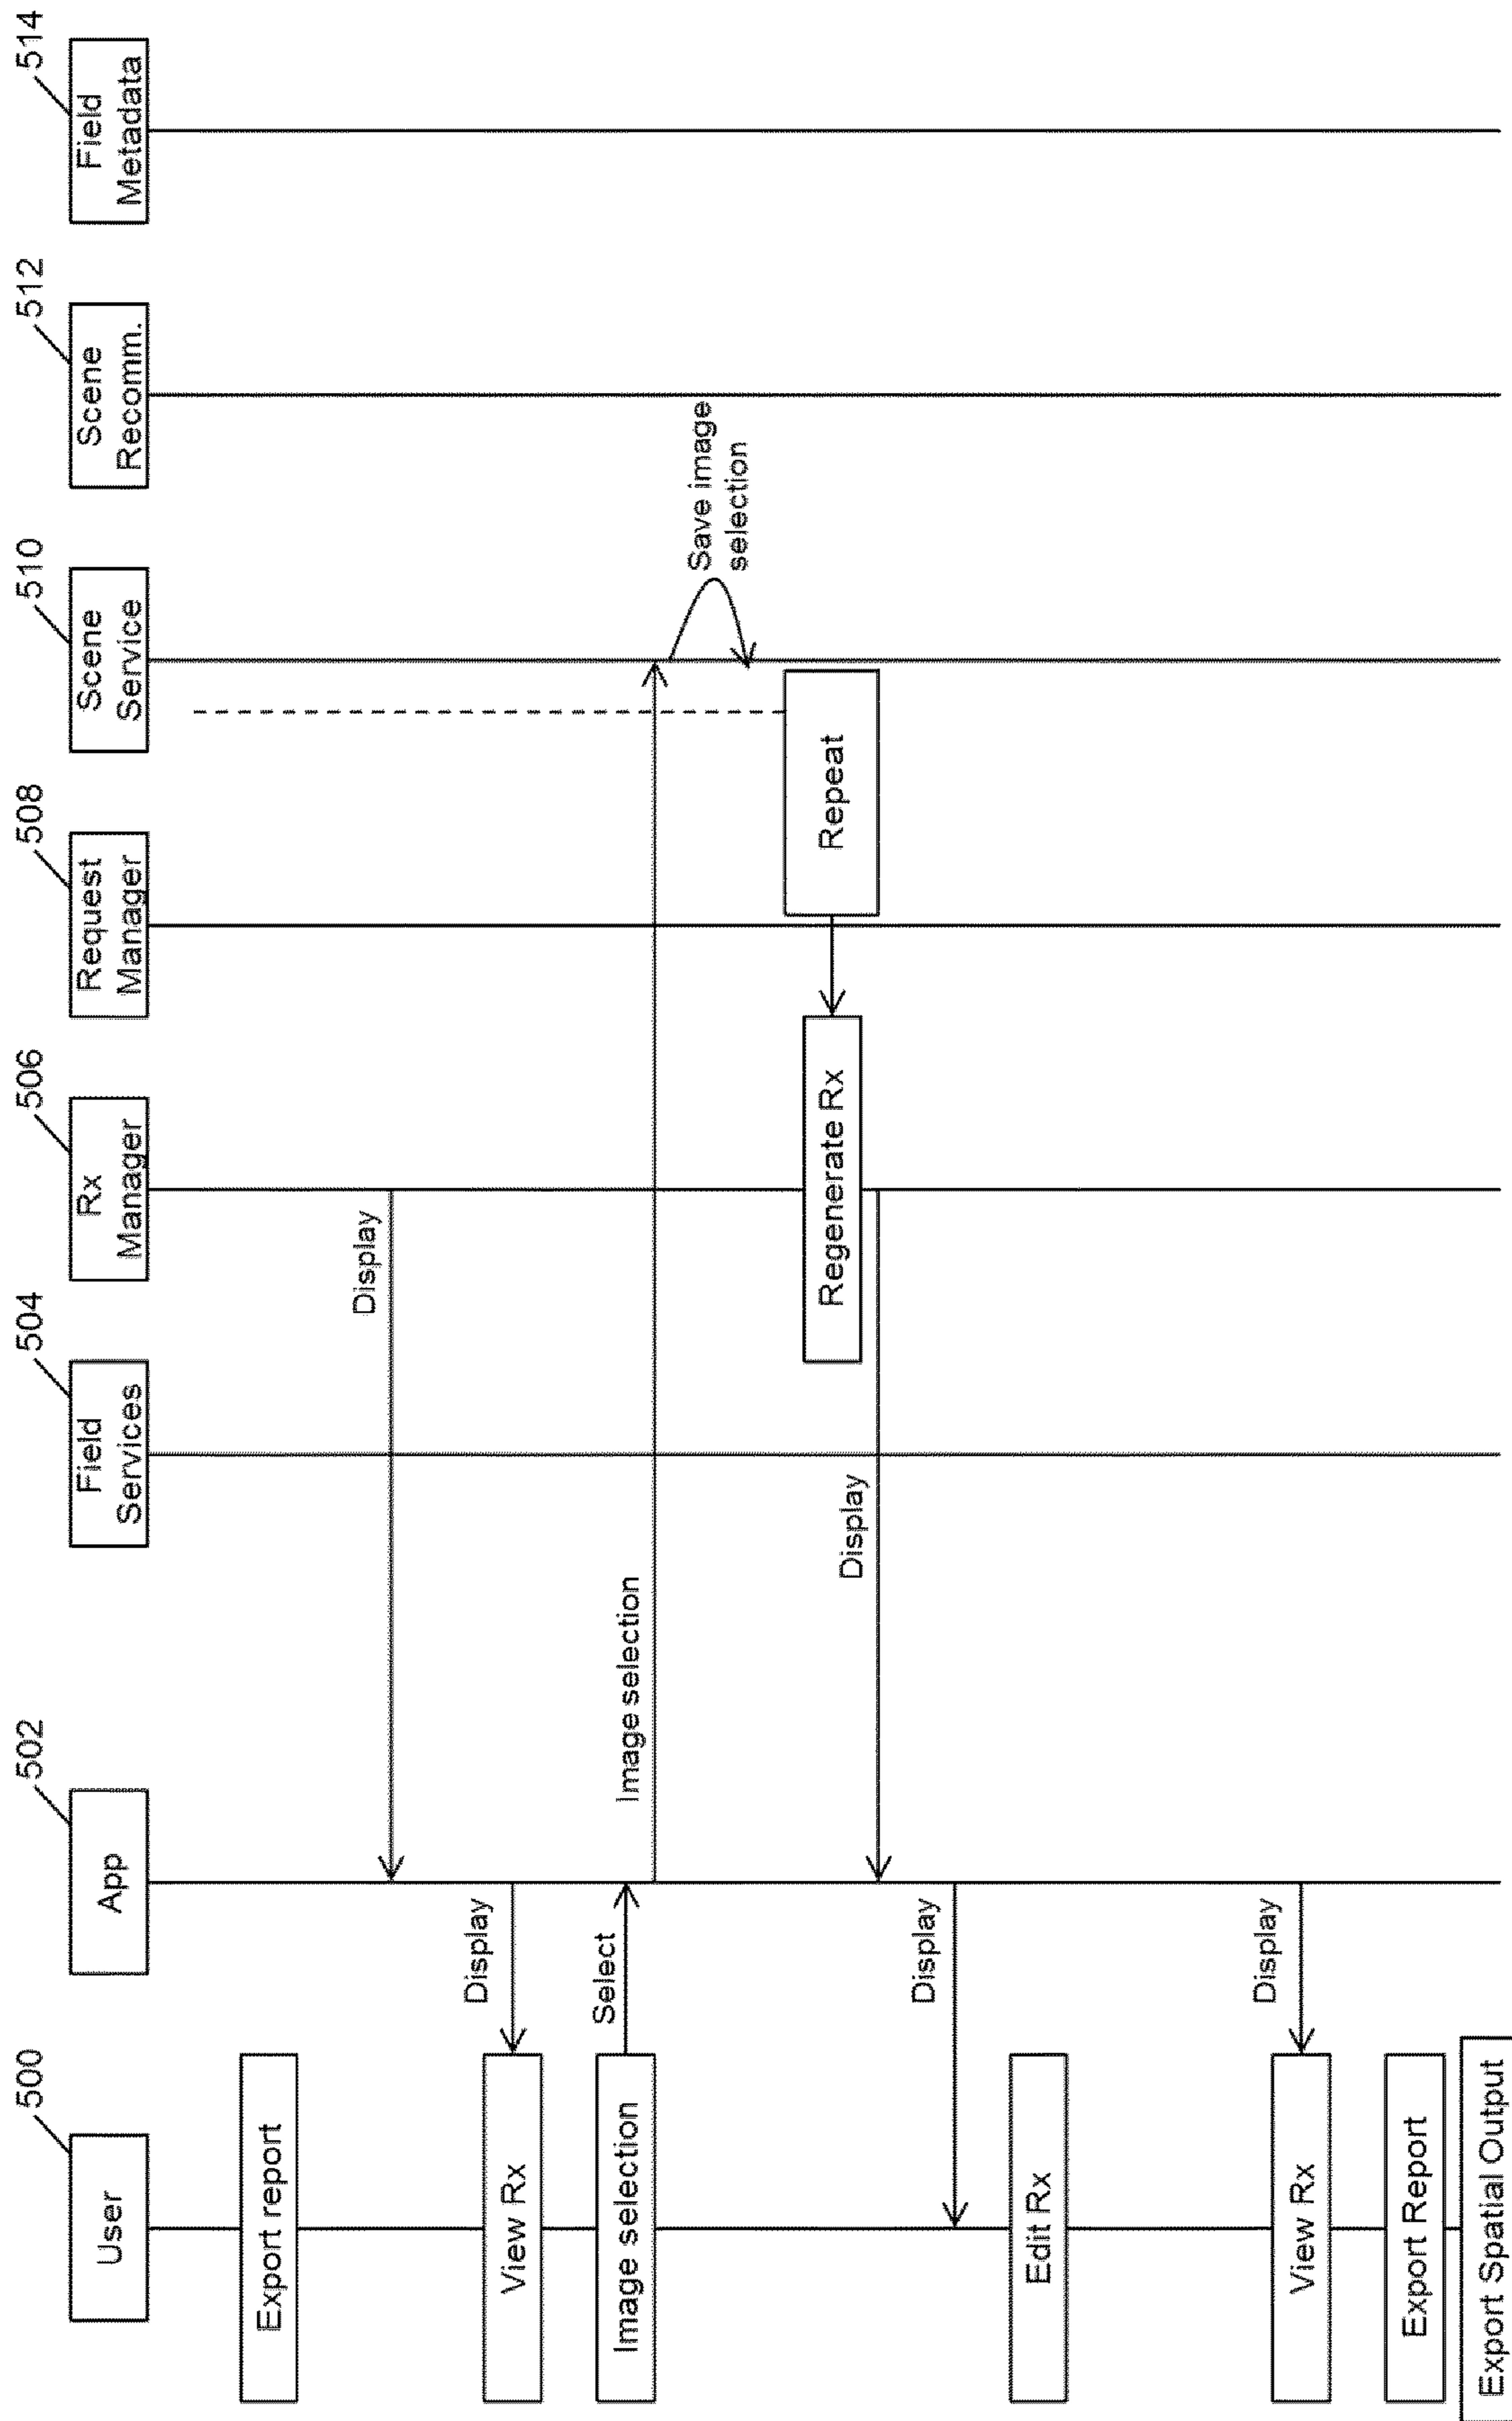 500
User
502
App
504
Field
Services
506
Rx
Manager
508
Request
Manager
510
Scene
Service
512
Scene
Recomm.
514
Field
Metadata
Export report
Display
Display
View Rx
Select
Image selection
Image selection
Save image
selection
Repeat
Regenerate Rx
Display
Display
Edit Rx
Display
View Rx
Export Report
Export Spatial Output